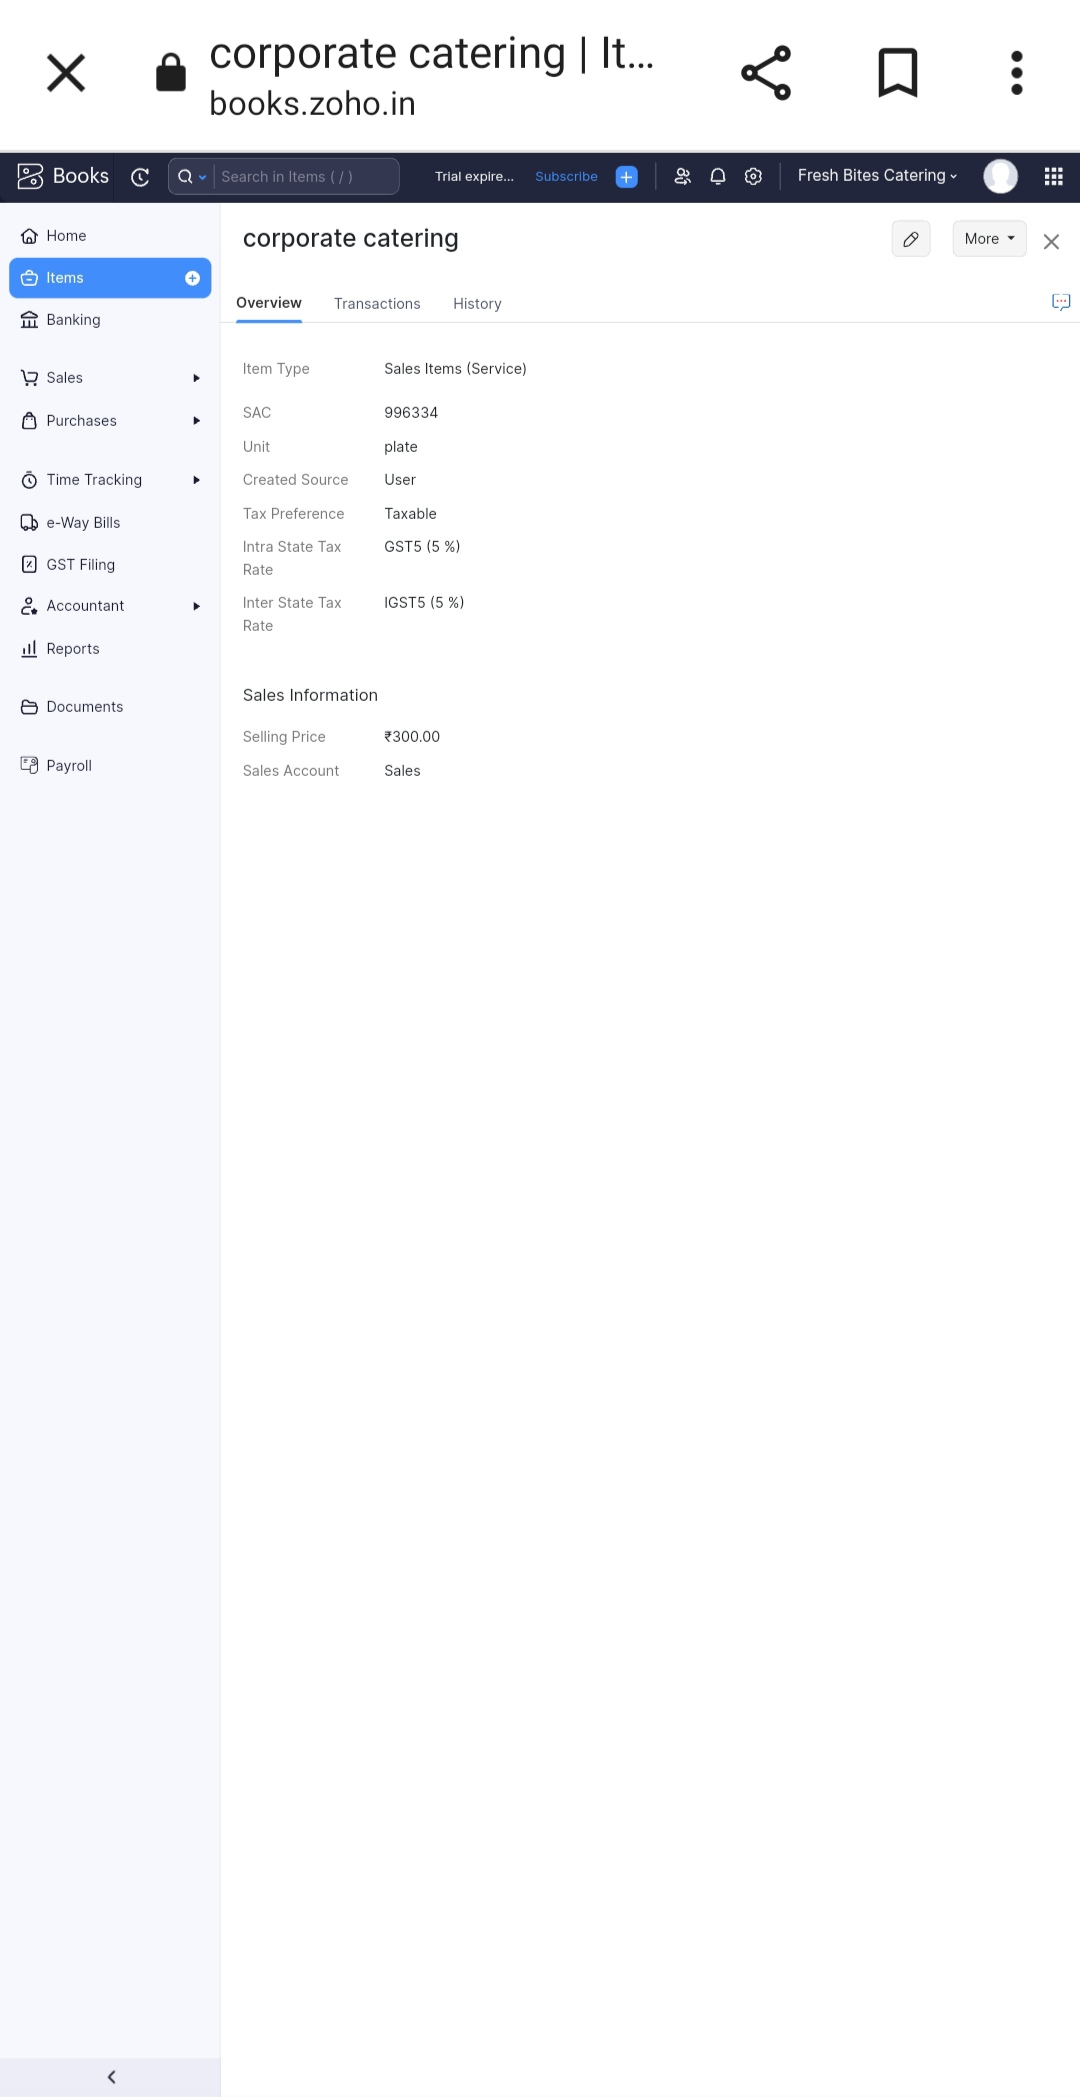 corporate catering | It...
books.zoho.in
Books
Search in Items ( / )
Trial expire...
Subscribe
Fresh Bites Catering
Home
Items
Banking
Sales
Purchases
Time Tracking
e-Way Bills
GST Filing
Accountant
Reports
Documents
Payroll
corporate catering
More
Overview Transactions History
Item Type Sales Items (Service)
SAC 996334
Unit plate
Created Source User
Tax Preference Taxable
Intra State Tax GST5 (5 %)
Rate
Inter State Tax IGST5 (5 %)
Rate
Sales Information
Selling Price ₹300.00
Sales Account Sales